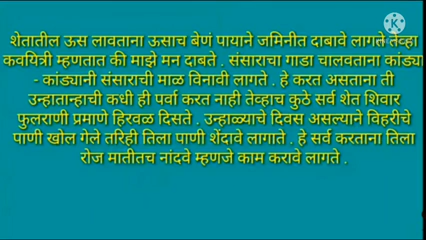 शेतातील ऊस लावताना ऊसाच बेणं पायाने जमिनीत दाबावे लागते तेव्हा
कवयित्री म्हणतात की माझे मन दाबते . संसाराचा गाडा चालवताना कांड्या
- कांड्यानी संसाराची माळ विनावी लागते . हे करत असताना ती
उन्हातान्हाची कधी ही पर्वा करत नाही तेव्हाच कुठे सर्व शेत शिवार
फुलराणी प्रमाणे हिरवळ दिसते . उन्हाळ्याचे दिवस असल्याने विहरीचे
पाणी खोल गेले तरिही तिला पाणी शेंदावे लागाते . हे सर्व करताना तिला
रोज मातीतच नांदवे म्हणजे काम करावे लागते .